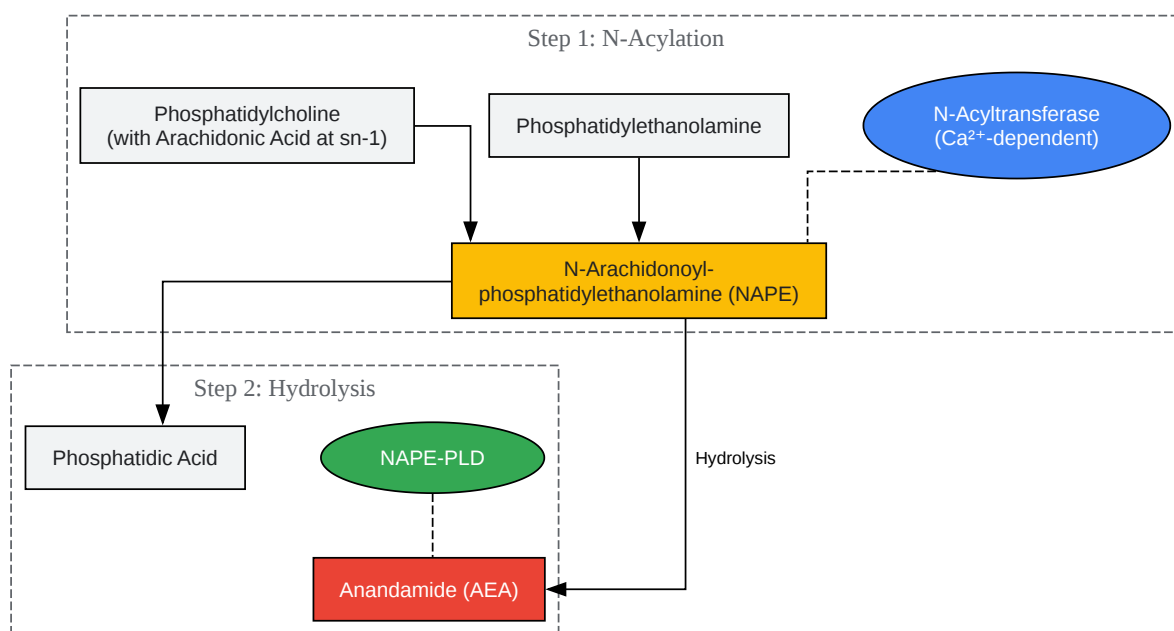 Step 1: N-Acylation
Phosphatidylcholine
(with Arachidonic Acid at sn-1)
Phosphatidylethanolamine
N-Acyltransferase
(Ca²⁺-dependent)
N-Arachidonoyl-
phosphatidylethanolamine (NAPE)
Step 2: Hydrolysis
Phosphatidic Acid
NAPE-PLD
Hydrolysis
Anandamide (AEA)